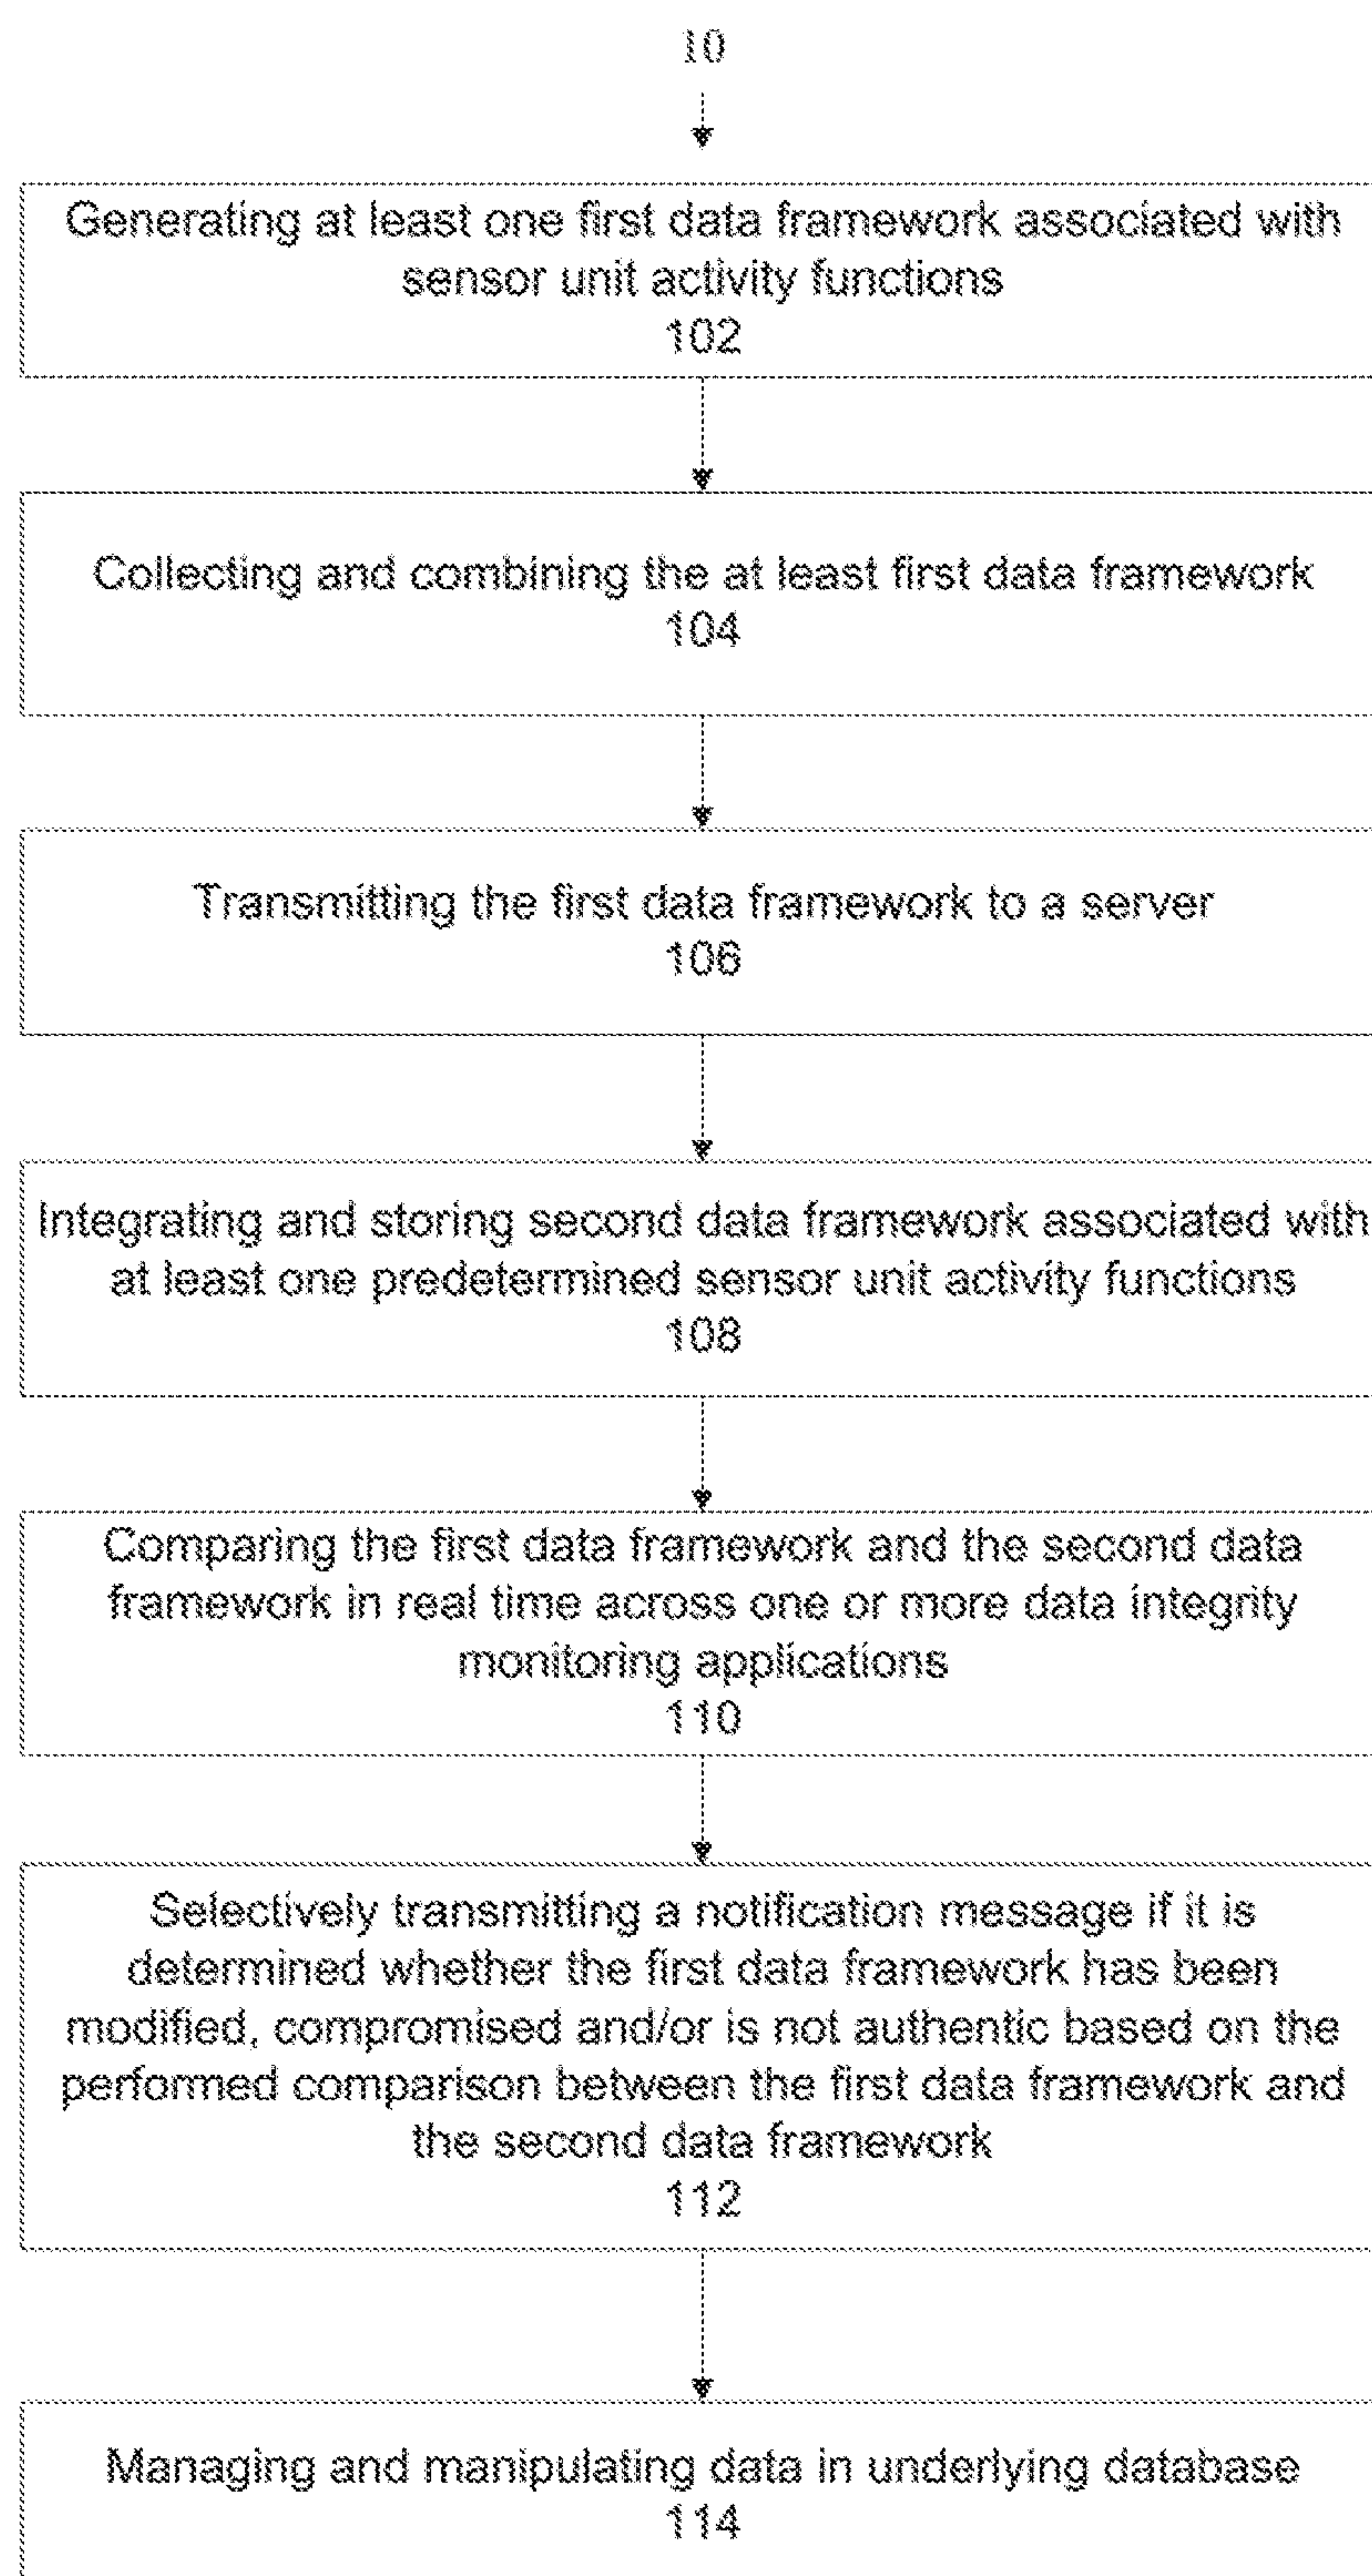 10
Generating at least one first data framework associated with
sensor unit activity functions
102
Collecting and combining the at least first data framework
104
Transmitting the first data framework to a server
106
Integrating and storing second data framework associated with
at least one predetermined sensor unit activity functions
108
Comparing the first data framework and the second data
framework in real time across one or more data integrity
monitoring applications
110
Selectively transmitting a notification message if it is
determined whether the first data framework has been
modified, compromised and/or is not authentic based on the
performed comparison between the first data framework and
the second data framework
112
Managing and manipulating data in underlying database
114